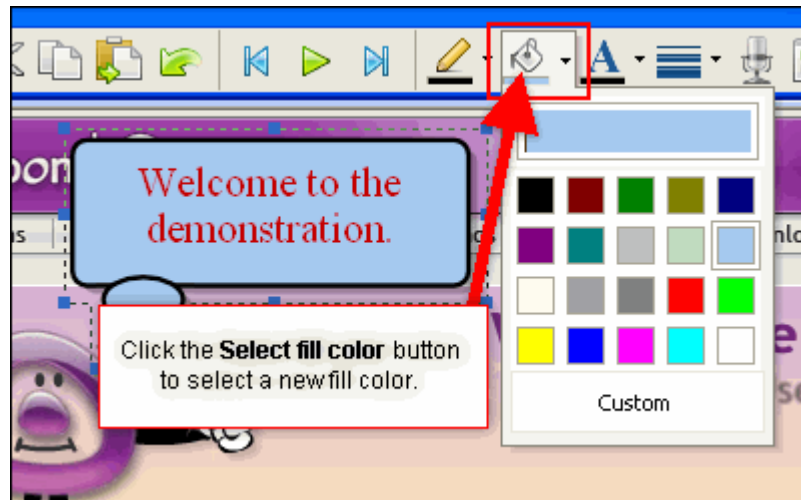 A
Welcome to the
demonstration.
Click the Select fill color button
to select a new fill color.
Custom